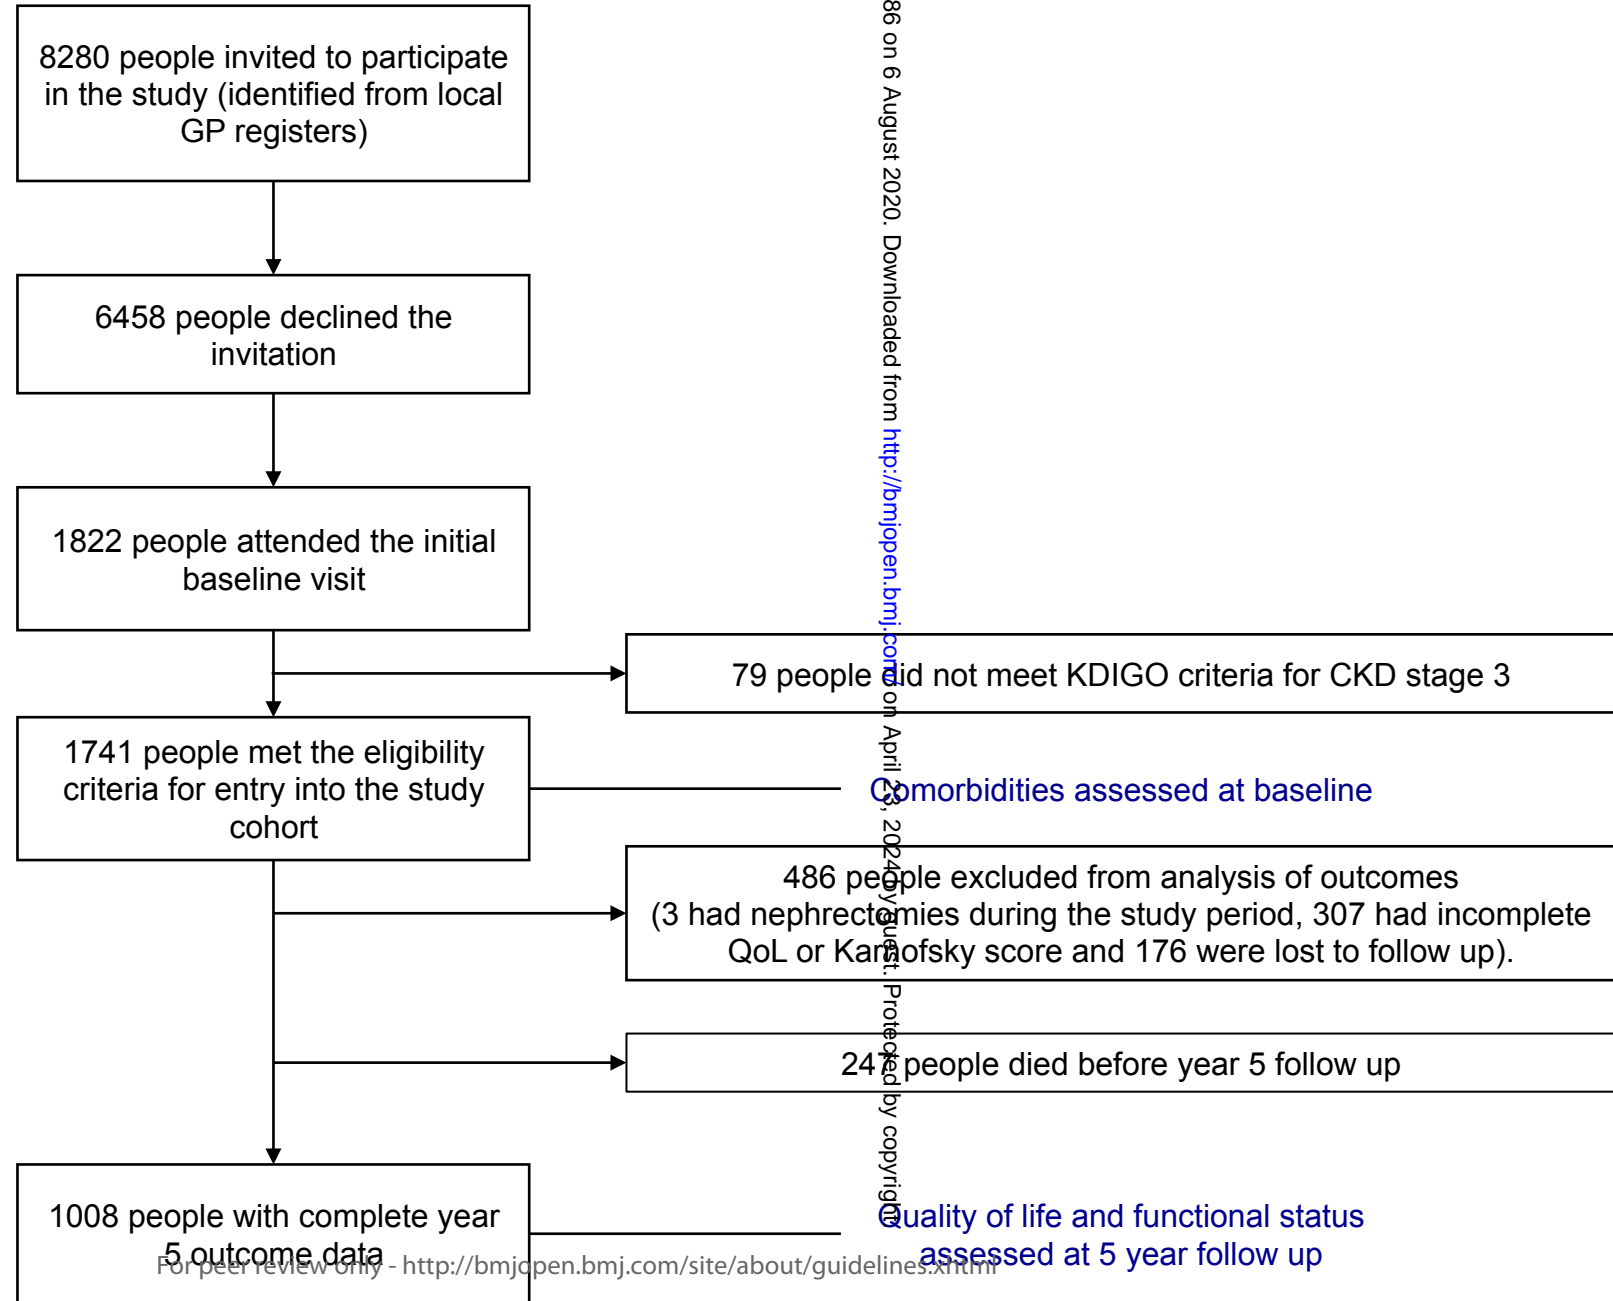 8280 people invited to participate
in the study (identified from local
GP registers)
6458 people declined the
invitation
1822 people attended the initial
baseline visit
79 people did not meet KDIGO criteria for CKD stage 3
1741 people met the eligibility
criteria for entry into the study
cohort
Comorbidities assessed at baseline
486 people excluded from analysis of outcomes
(3 had nephrectomies during the study period, 307 had incomplete
QoL or Karnofsky score and 176 were lost to follow up).
247 people died before year 5 follow up
1008 people with complete year
5 outcome data
Quality of life and functional status
assessed at 5 year follow up
For peer review only - http://bmjopen.bmj.com/site/about/guidelines.xhtml
86 on 6 August 2020. Downloaded from http://bmjopen.bmj.com/ on April 23, 2024 by guest. Protected by copyright.